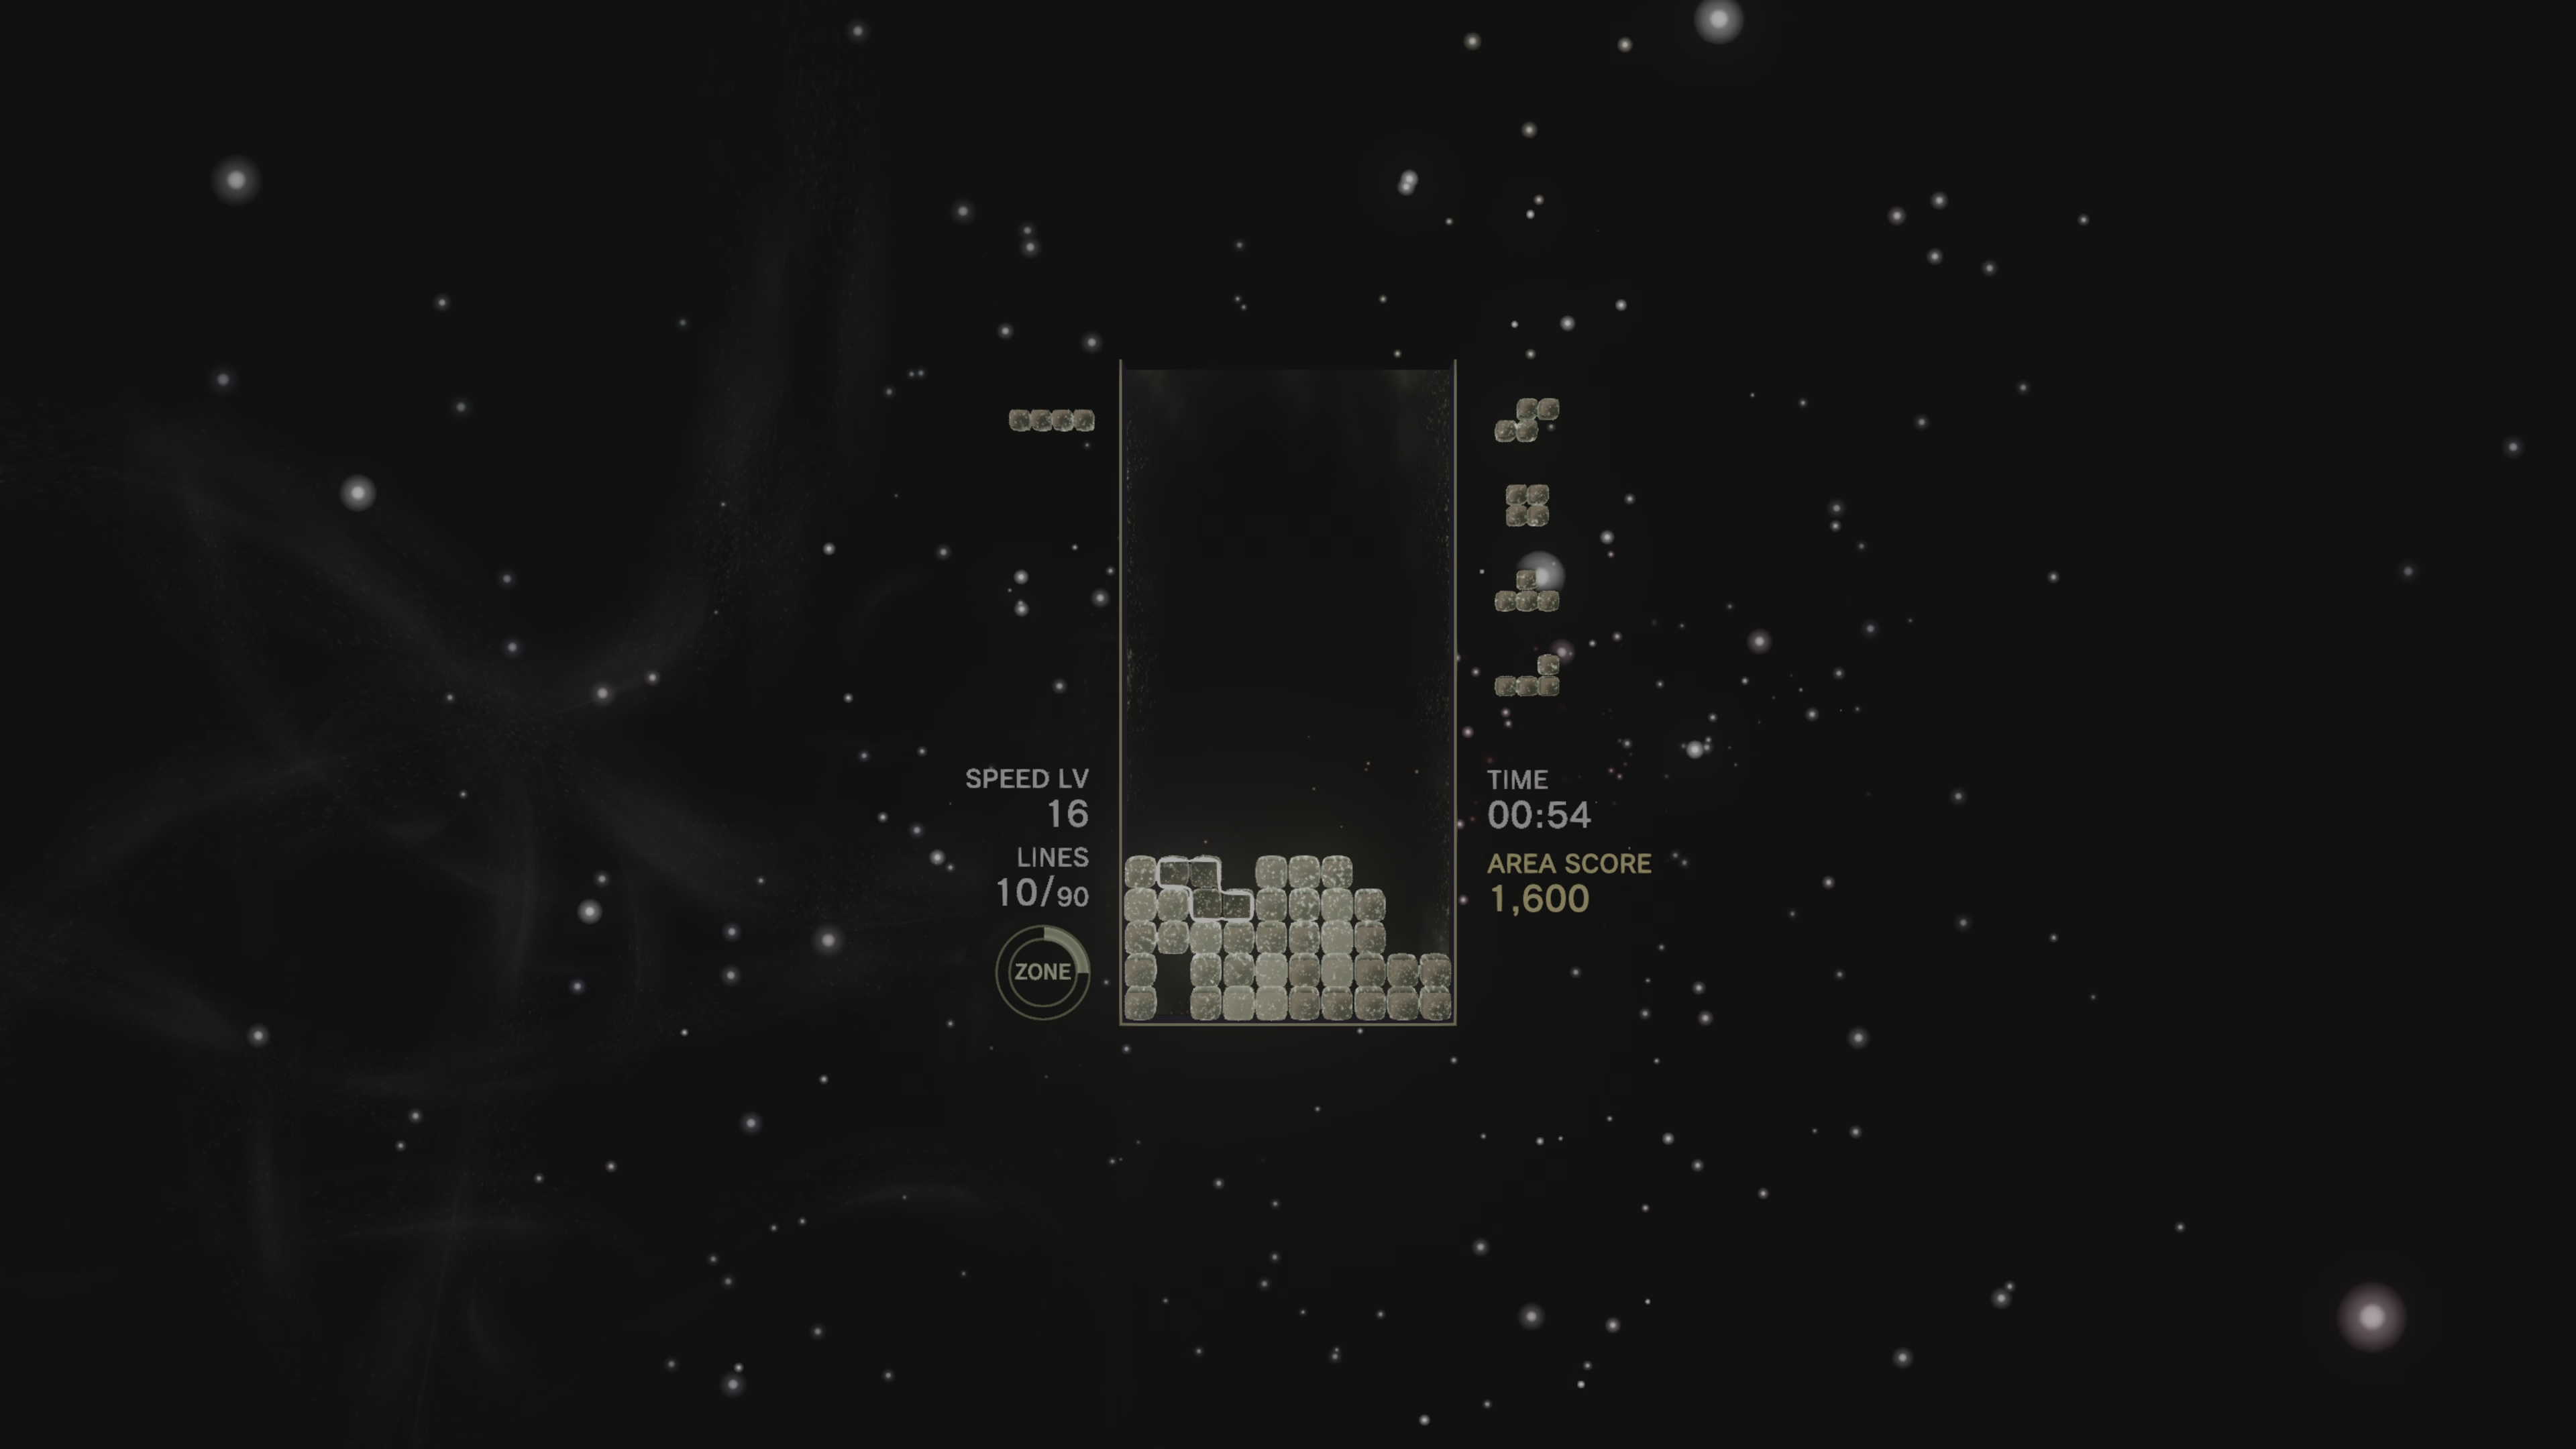 SPEED LV
16
LINES
10/90
ZONE
TIME
00:54
AREA SCORE
1,600